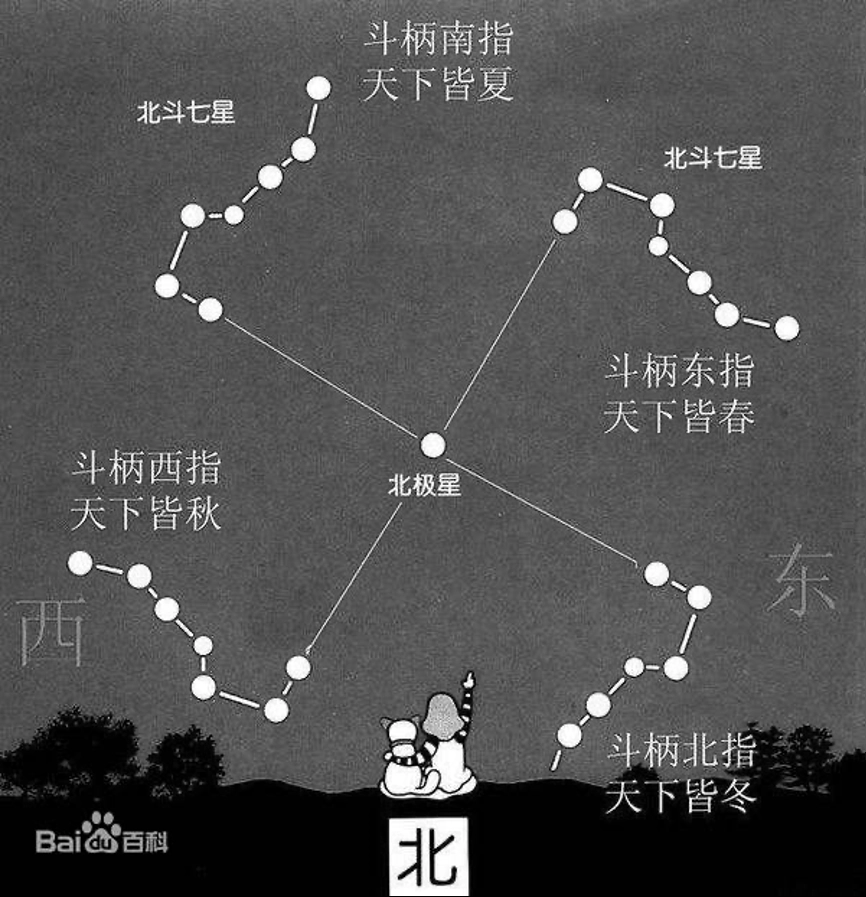 斗柄南指
天下皆夏
北斗七星
北斗七星
斗柄东指
天下皆春
斗柄西指
天下皆秋
北极星
东
西
斗柄北指
天下皆冬
Baidu百科
北